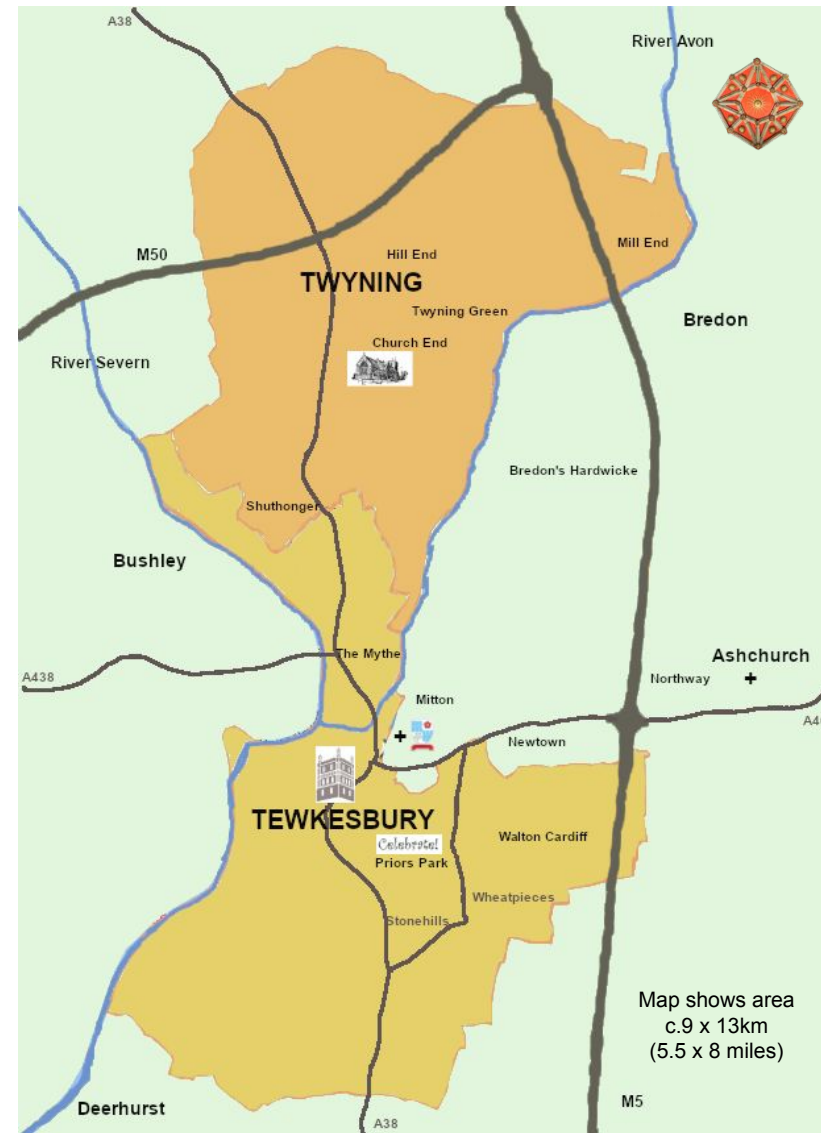 A38
River Avon
M50
Hill End
Mill End
TWYNING
Twyning Green
Bredon
Church End
River Severn
Bredon's Hardwicke
Shuthonger
Bushley
The Mythe
Ashchurch
A438
Northway
Mitton
Newtown
TEWKESBURY
Celebrate!
Walton Cardiff
Priors Park
Wheatpieces
Stonehills
Map shows area
c.9 x 13km
(5.5 x 8 miles)
Deerhurst
M5
A38